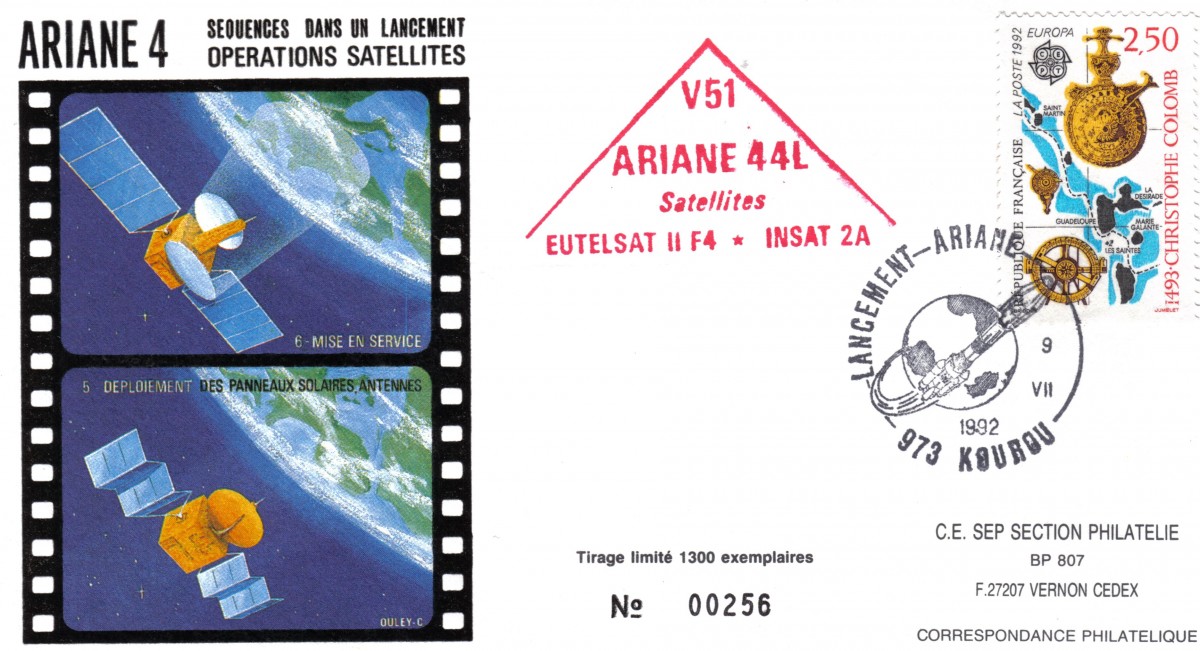 ARIANE 4
SEQUENCES DANS UN LANCEMENT
OPERATIONS SATELLITES
6 - MISE EN SERVICE
5 DEPLOIEMENT DES PANNEAUX SOLAIRES, ANTENNES
OULEY-C
V51
ARIANE 44L
Satellites
EUTELSAT II F4 ★ INSAT 2A
LA POSTE 1992
EUROPA
2,50
CEPT
RÉPUBLIQUE FRANÇAISE
1493·CHRISTOPHE COLOMB
SAINT
MARTIN
LA
DESIRADE
GUADELOUPE
MARIE
GALANTE
LES SAINTES
JUMELET
LANCEMENT-ARIANE
9
VII
1992
973 KOUROU
Tirage limité 1300 exemplaires
No 00256
C.E. SEP SECTION PHILATELIE
BP 807
F.27207 VERNON CEDEX
CORRESPONDANCE PHILATELIQUE